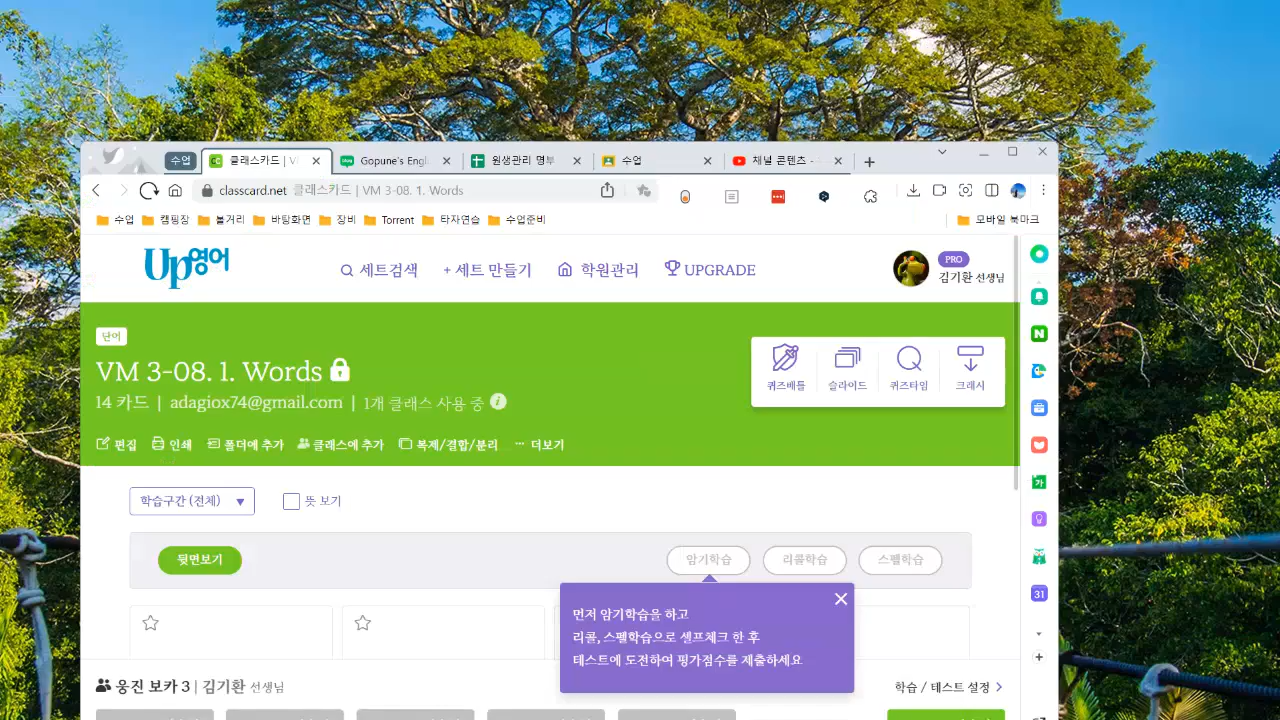 수업
클래스카드 | V
Gopune's Engl
원생관리 명부
수업
채널 콘텐츠 -
classcard.net 클래스카드 | VM 3-08. 1. Words
수업 캠핑장 볼거리 바탕화면 장비 Torrent 타자연습 수업준비 모바일 북마크
Up영어
세트검색 + 세트 만들기 학원관리 UPGRADE
PRO
김기환 선생님
단어
VM 3-08. 1. Words
14 카드 | adagiox74@gmail.com | 1개 클래스 사용 중
퀴즈배틀 슬라이드 퀴즈타임 크래시
편집 인쇄 폴더에 추가 클래스에 추가 복제/결합/분리 ··· 더보기
학습구간 (전체) 뜻 보기
뒷면보기 암기학습 리콜학습 스펠학습
먼저 암기학습을 하고
리콜, 스펠학습으로 셀프체크 한 후
테스트에 도전하여 평가점수를 제출하세요
웅진 보카 3 | 김기환 선생님
학습 / 테스트 설정
N
가
31